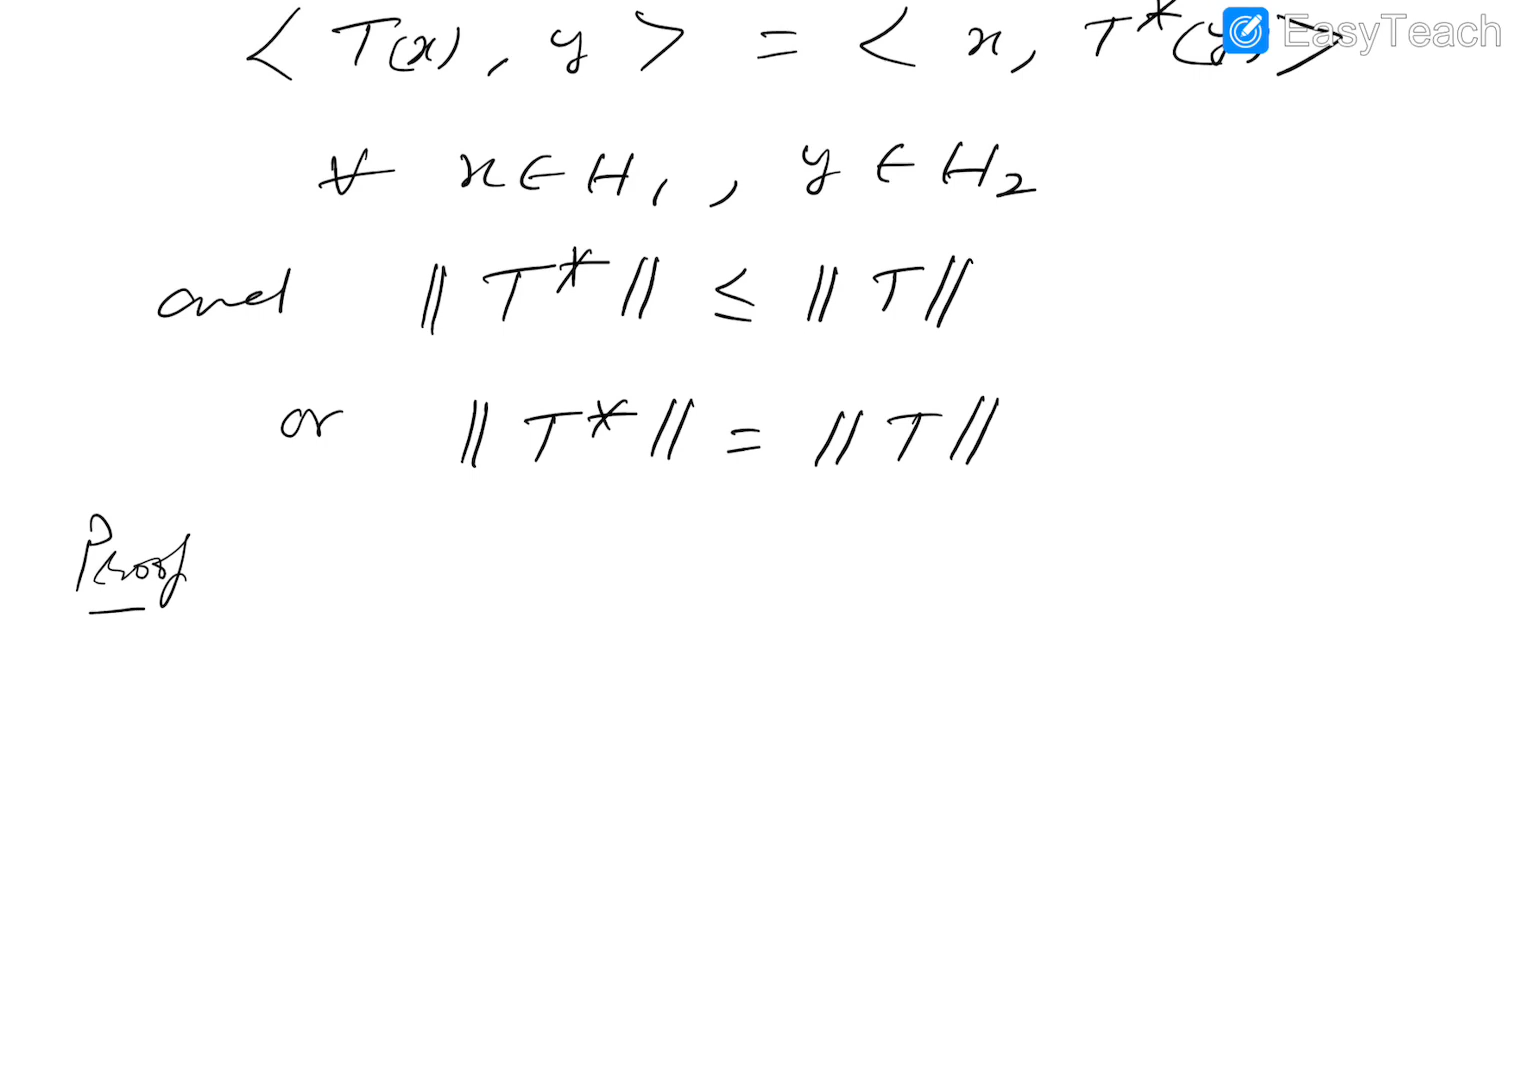 < T(x), y > = < x, T*(y) >
EasyTeach
∀ x ∈ H₁, y ∈ H₂
and || T* || ≤ || T ||
or || T* || = || T ||
Proof